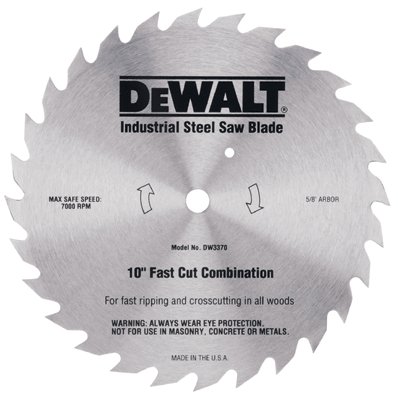 DEWALT®
Industrial Steel Saw Blade
MAX SAFE SPEED:
7000 RPM
5/8" ARBOR
Model No. DW3370
10" Fast Cut Combination
For fast ripping and crosscutting in all woods
WARNING: ALWAYS WEAR EYE PROTECTION.
NOT FOR USE IN MASONRY, CONCRETE OR METALS.
MADE IN THE U.S.A.